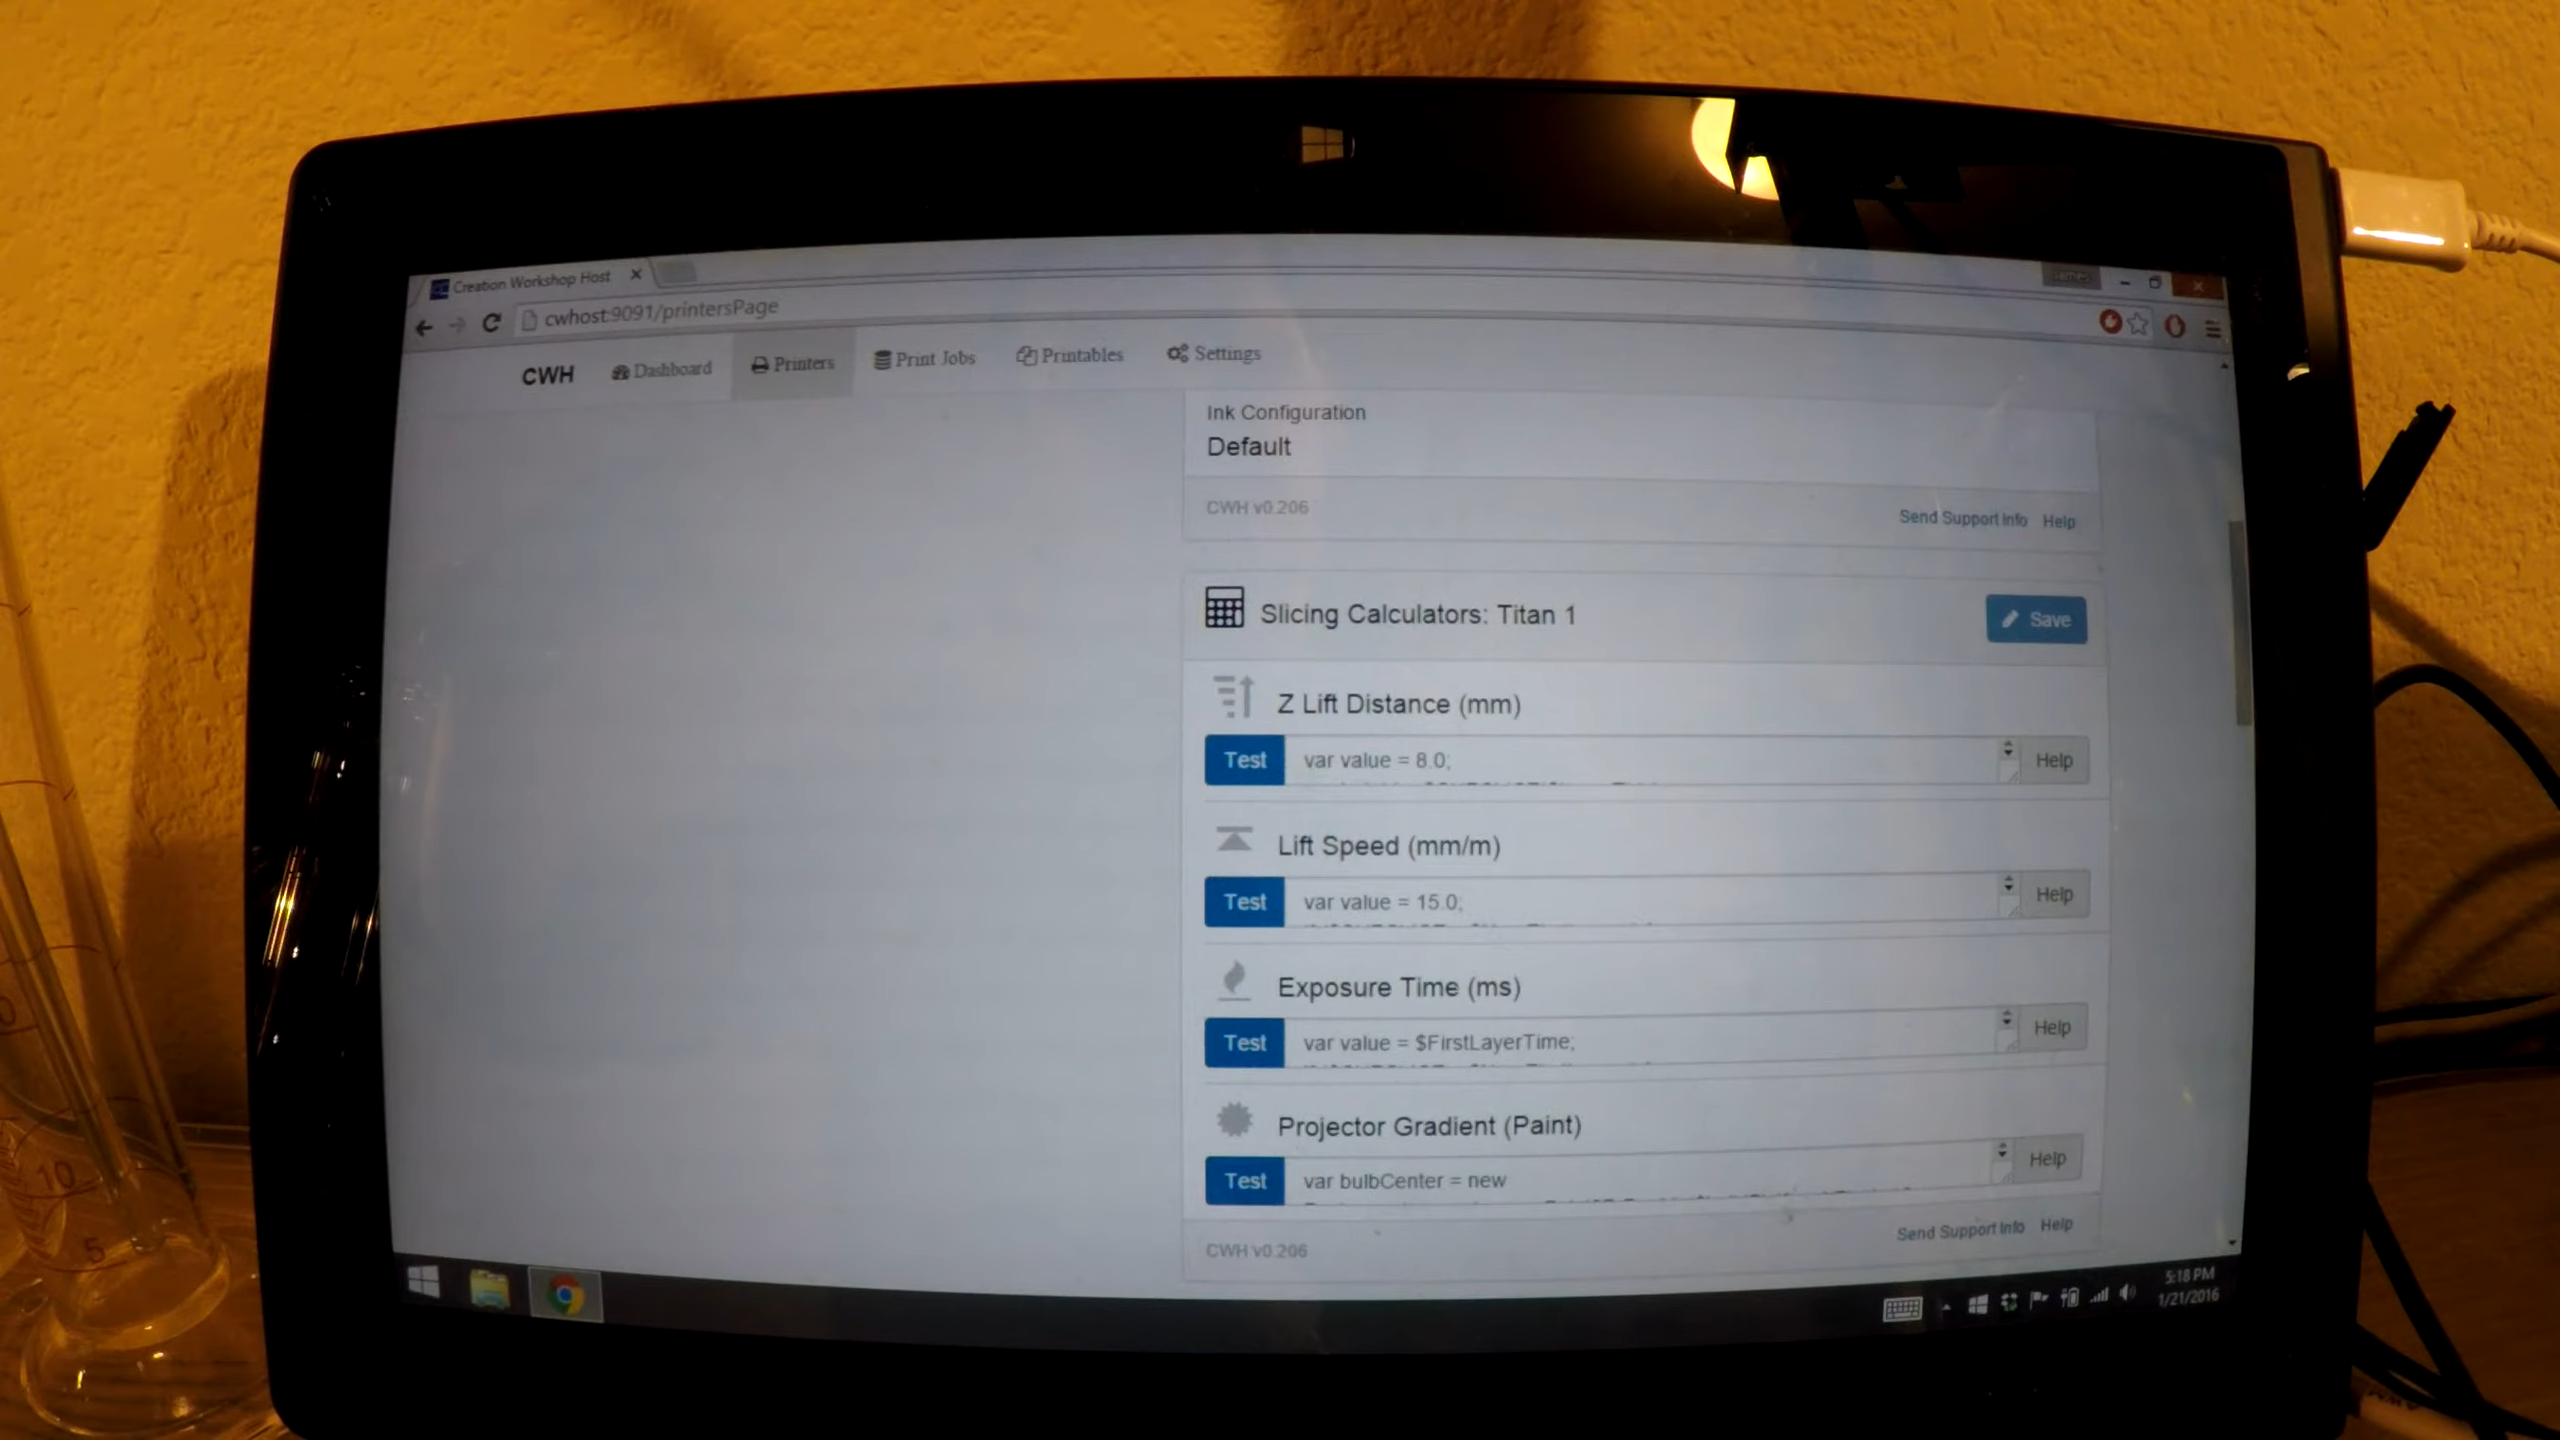 Creation Workshop Host
cwhost:9091/printersPage
CWH Dashboard Printers Print Jobs Printables Settings
Ink Configuration
Default
CWH v0.206
Send Support Info Help
Slicing Calculators: Titan 1
Save
Z Lift Distance (mm)
Test var value = 8.0; Help
Lift Speed (mm/m)
Test var value = 15.0; Help
Exposure Time (ms)
Test var value = $FirstLayerTime; Help
Projector Gradient (Paint)
Test var bulbCenter = new Help
CWH v0.206
Send Support Info Help
5:18 PM
1/21/2016
10
5